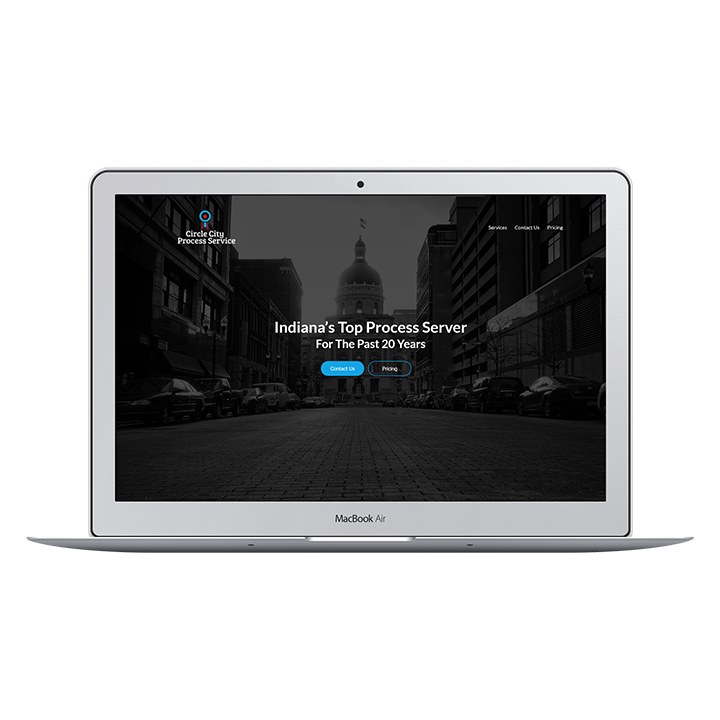 Circle City
Process Service
Services Contact Us Pricing
Indiana's Top Process Server
For The Past 20 Years
Contact Us Pricing
MacBook Air